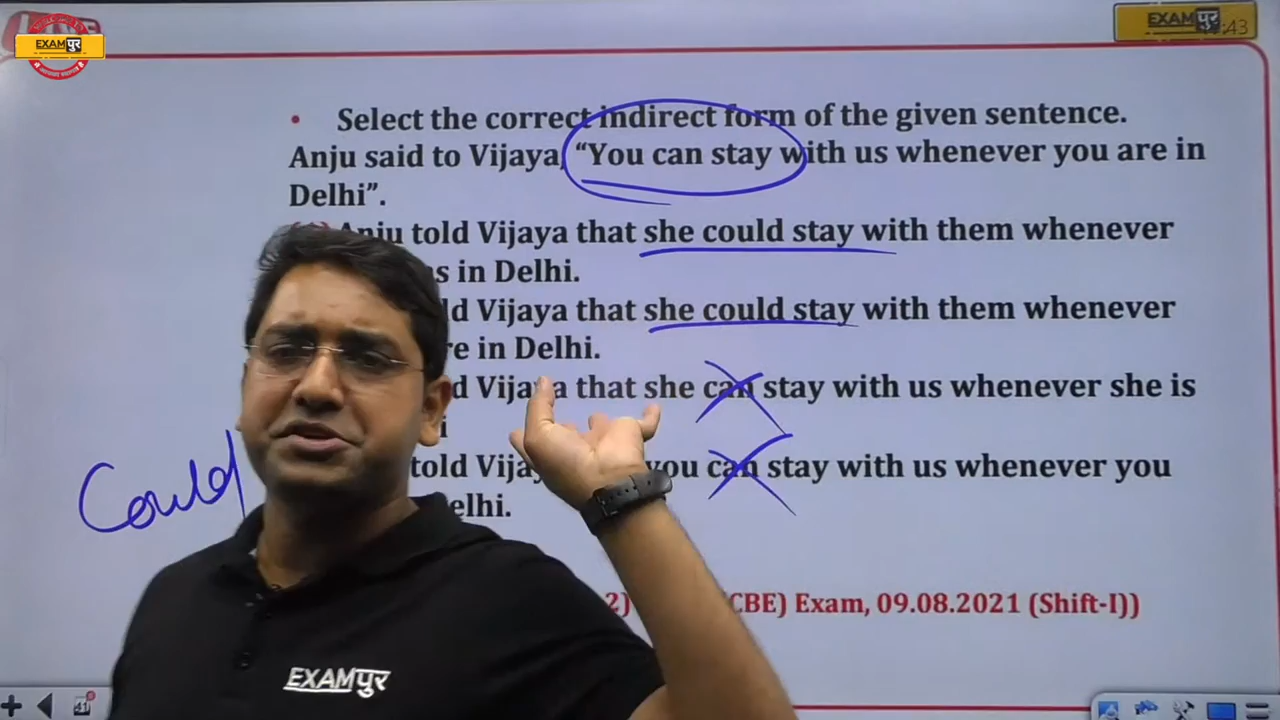 EXAMपुर
EXAMपुर :43
• Select the correct indirect form of the given sentence.
Anju said to Vijaya, “You can stay with us whenever you are in
Delhi”.
Anju told Vijaya that she could stay with them whenever
s in Delhi.
d Vijaya that she could stay with them whenever
re in Delhi.
d Vijaya that she can stay with us whenever she is
i
told Vijay you can stay with us whenever you
elhi.
Could
2) CBE) Exam, 09.08.2021 (Shift-I))
EXAMपुर
41